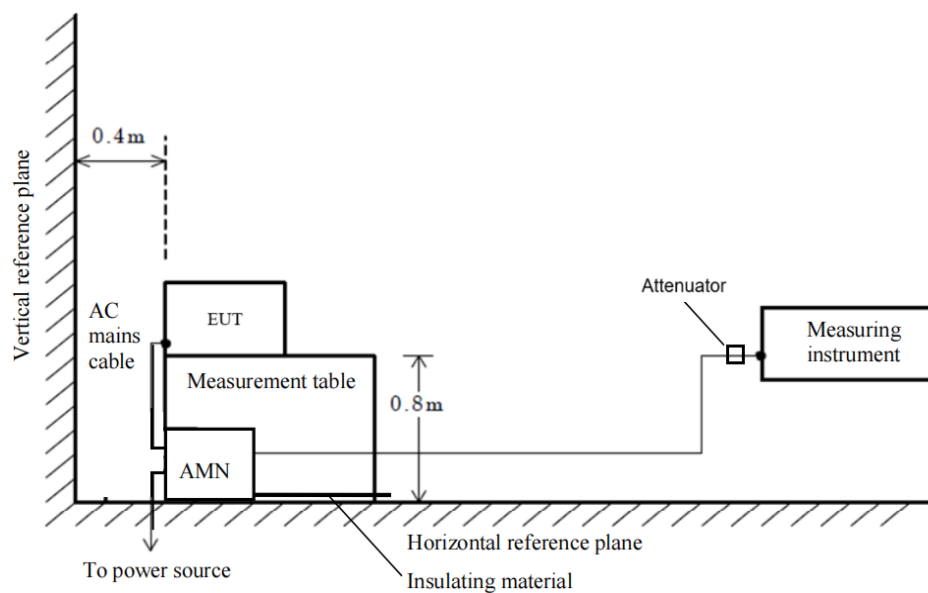 Vertical reference plane
0.4m
AC
mains
cable
EUT
Measurement table
AMN
0.8m
Attenuator
Measuring
instrument
Horizontal reference plane
To power source
Insulating material